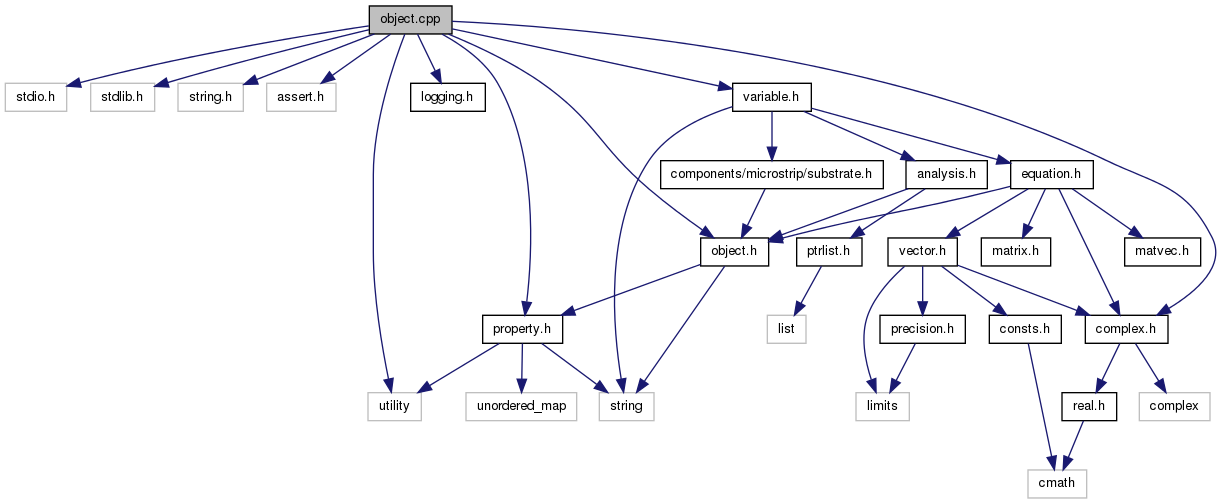 object.cpp
stdio.h
stdlib.h
string.h
assert.h
logging.h
variable.h
components/microstrip/substrate.h
analysis.h
equation.h
object.h
ptrlist.h
vector.h
matrix.h
matvec.h
property.h
list
precision.h
consts.h
complex.h
utility
unordered_map
string
limits
real.h
complex
cmath